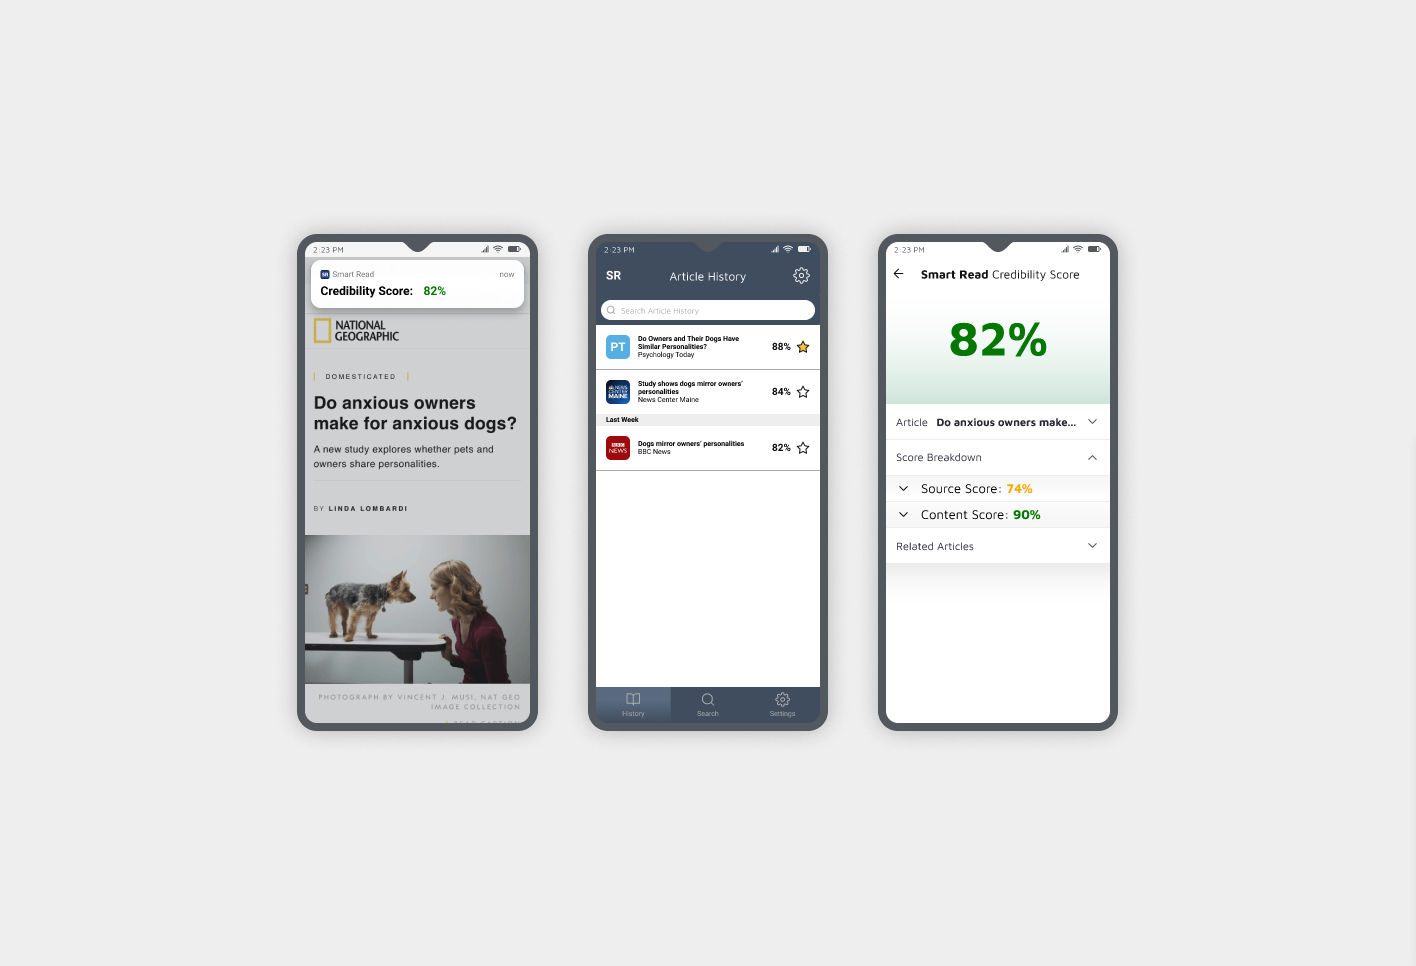 2:23 PM
SR Smart Read now
Credibility Score: 82%
NATIONAL
GEOGRAPHIC
DOMESTICATED
Do anxious owners
make for anxious dogs?
A new study explores whether pets and
owners share personalities.
BY LINDA LOMBARDI
PHOTOGRAPH BY VINCENT J. MUSI, NAT GEO
IMAGE COLLECTION
2:23 PM
SR Article History
Search Article History
PT
Do Owners and Their Dogs Have
Similar Personalities?
Psychology Today
88%
NEWS
CENTER
MAINE
Study shows dogs mirror owners'
personalities
News Center Maine
84%
Last Week
BBC
NEWS
Dogs mirror owners' personalities
BBC News
82%
History Search Settings
2:23 PM
Smart Read Credibility Score
82%
Article Do anxious owners make...
Score Breakdown
Source Score: 74%
Content Score: 90%
Related Articles